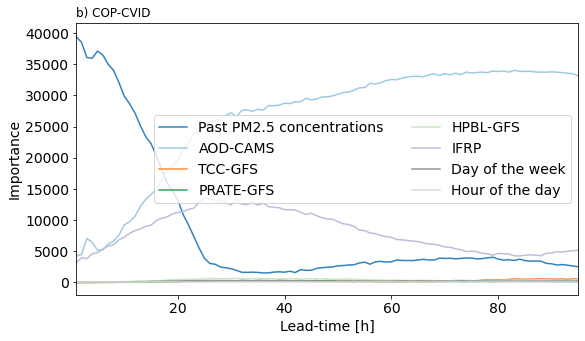 b) COP-CVID
40000
35000
30000
25000
20000
15000
10000
5000
0
Importance
Past PM2.5 concentrations
AOD-CAMS
TCC-GFS
PRATE-GFS
HPBL-GFS
IFRP
Day of the week
Hour of the day
20
40
60
80
Lead-time [h]